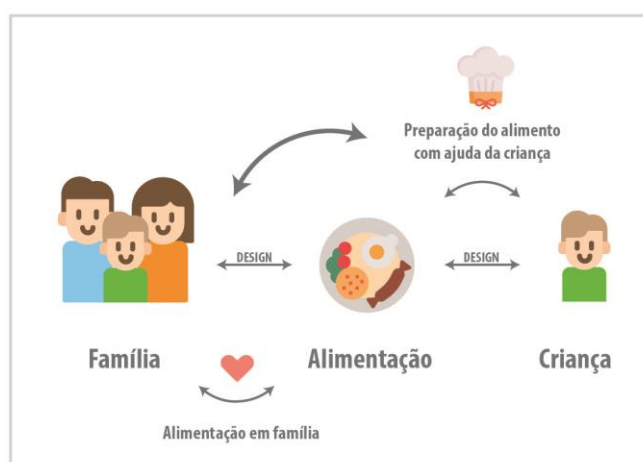 Preparação do alimento
com ajuda da criança
DESIGN
DESIGN
Família
Alimentação
Criança
Alimentação em família